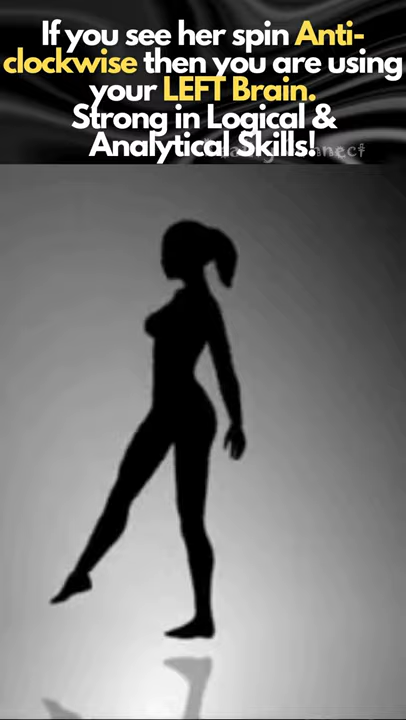 If you see her spin Anti-
clockwise then you are using
your LEFT Brain.
Strong in Logical &
Analytical Skills!